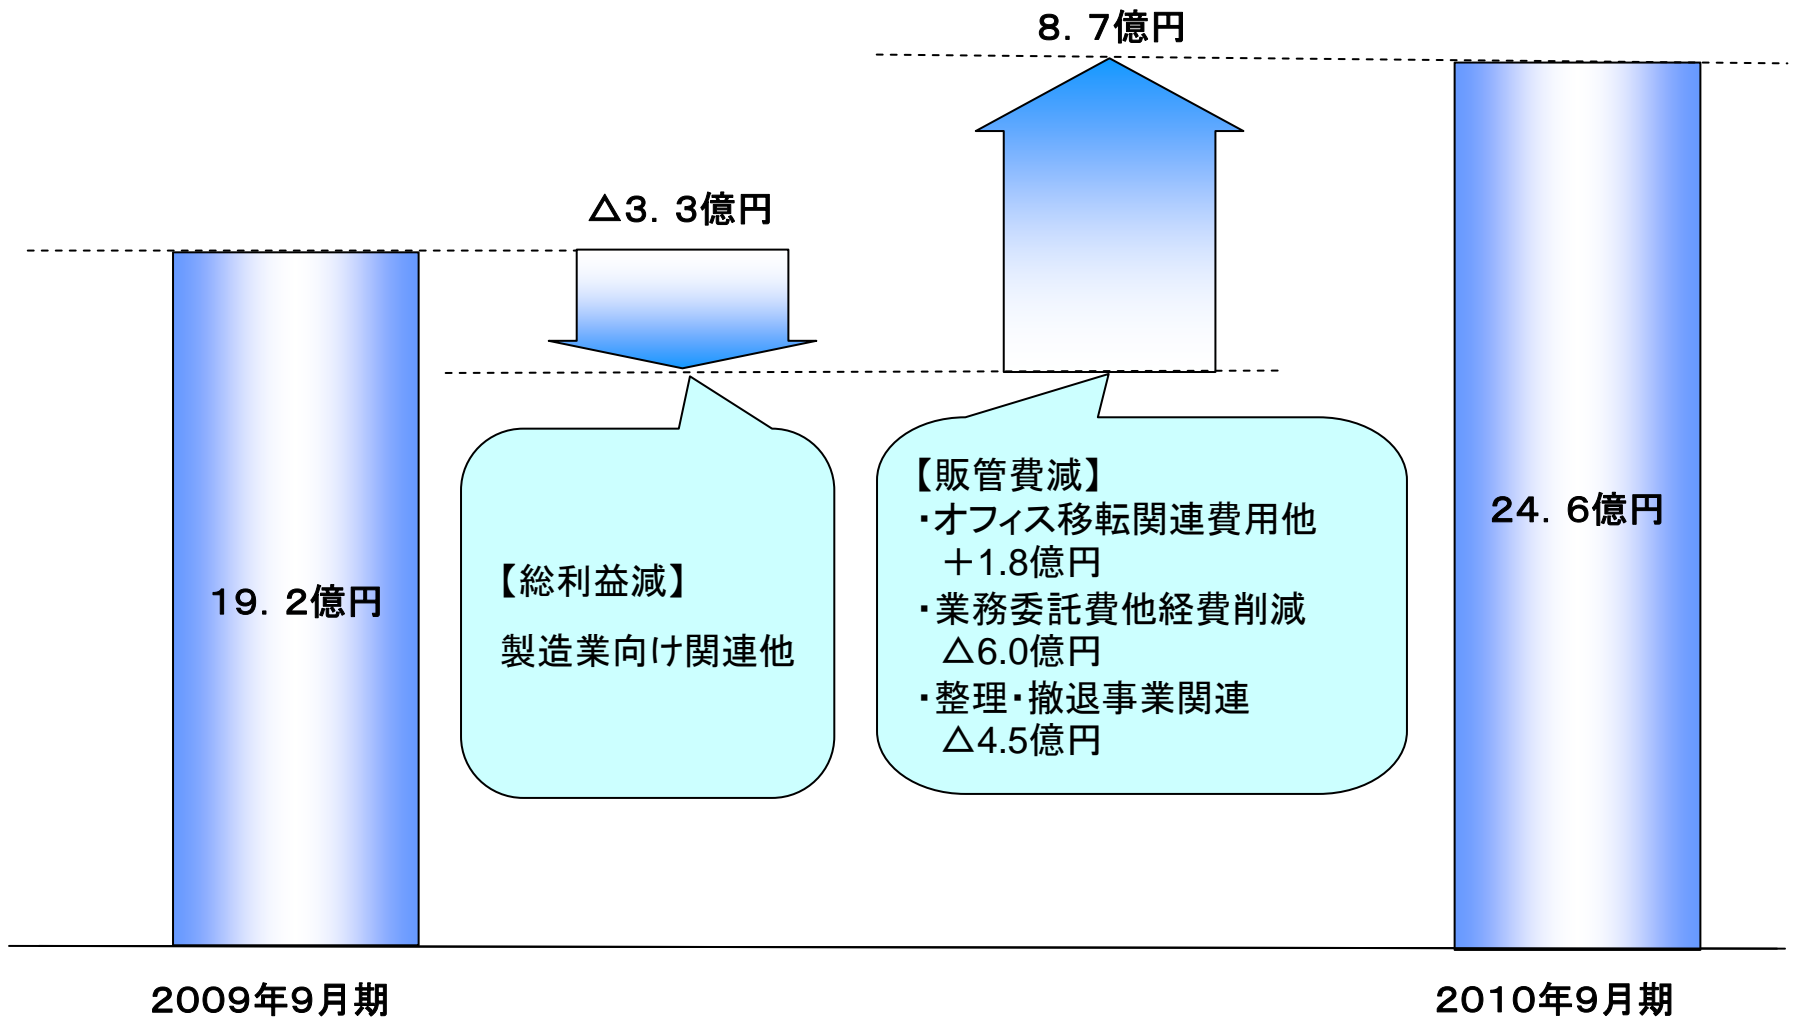 8．7億円
△3．3億円
19．2億円
【総利益減】
製造業向け関連他
【販管費減】
・オフィス移転関連費用他
＋1.8億円
・業務委託費他経費削減
△6.0億円
・整理・撤退事業関連
△4.5億円
24．6億円
2009年9月期
2010年9月期